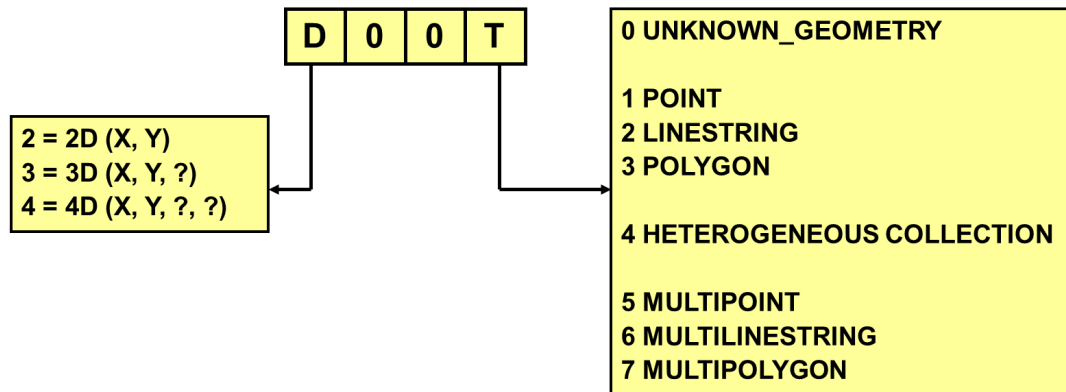 D 0 0 T
2 = 2D (X, Y)
3 = 3D (X, Y, ?)
4 = 4D (X, Y, ?, ?)
0 UNKNOWN_GEOMETRY
1 POINT
2 LINESTRING
3 POLYGON
4 HETEROGENEOUS COLLECTION
5 MULTIPOINT
6 MULTILINESTRING
7 MULTIPOLYGON